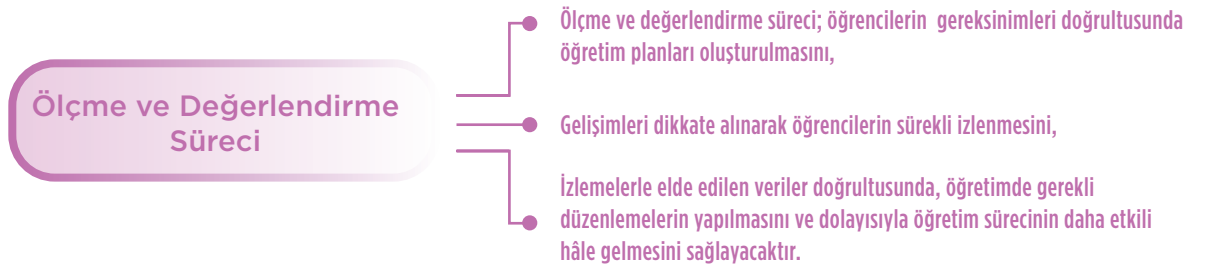 Ölçme ve Değerlendirme
Süreci
Ölçme ve değerlendirme süreci; öğrencilerin gereksinimleri doğrultusunda
öğretim planları oluşturulmasını,
Gelişimleri dikkate alınarak öğrencilerin sürekli izlenmesini,
İzlemelerle elde edilen veriler doğrultusunda, öğretimde gerekli
düzenlemelerin yapılmasını ve dolayısıyla öğretim sürecinin daha etkili
hâle gelmesini sağlayacaktır.